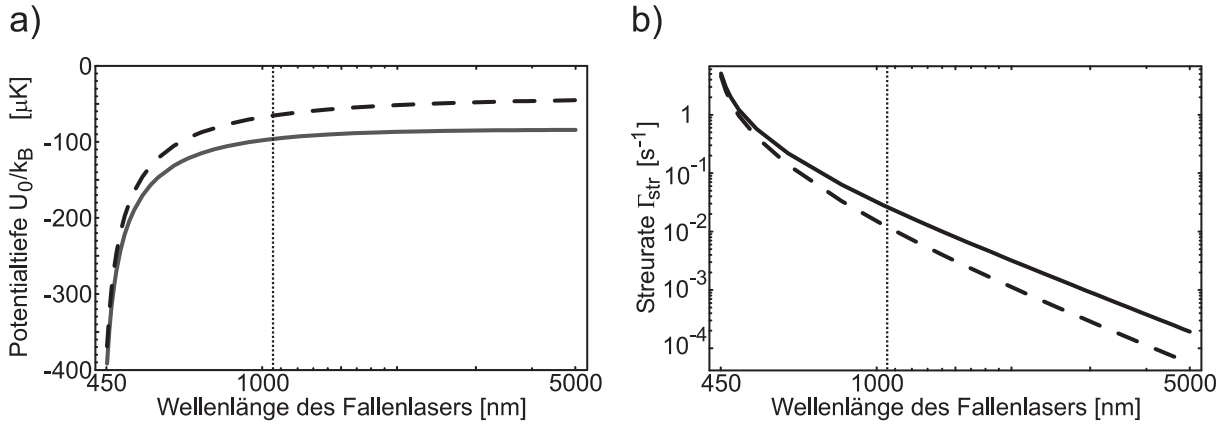 a)
Potentialtiefe U0/kB [µK]
0
-100
-200
-300
-400
450
1000
5000
Wellenlänge des Fallenlasers [nm]
b)
Streurate Γstr [s⁻¹]
1
10⁻¹
10⁻²
10⁻³
10⁻⁴
450
1000
5000
Wellenlänge des Fallenlasers [nm]